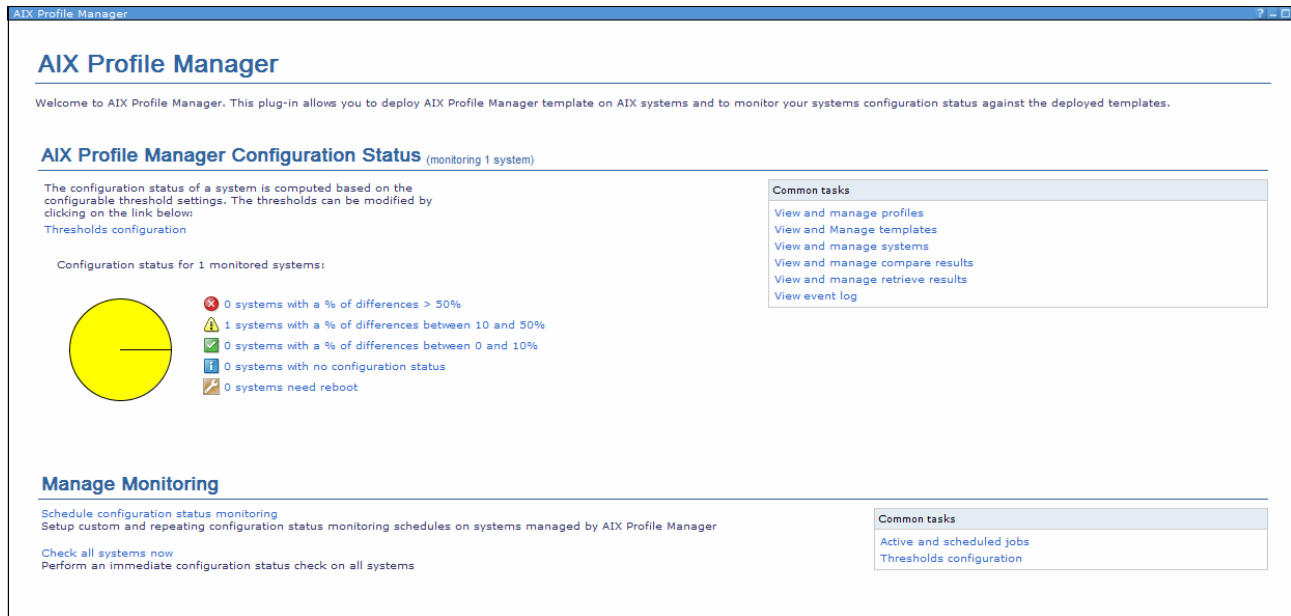 AIX Profile Manager
? – □
AIX Profile Manager
Welcome to AIX Profile Manager. This plug-in allows you to deploy AIX Profile Manager template on AIX systems and to monitor your systems configuration status against the deployed templates.
AIX Profile Manager Configuration Status (monitoring 1 system)
The configuration status of a system is computed based on the
configurable threshold settings. The thresholds can be modified by
clicking on the link below:
Thresholds configuration
Configuration status for 1 monitored systems:
0 systems with a % of differences > 50%
1 systems with a % of differences between 10 and 50%
0 systems with a % of differences between 0 and 10%
0 systems with no configuration status
0 systems need reboot
Common tasks
View and manage profiles
View and Manage templates
View and manage systems
View and manage compare results
View and manage retrieve results
View event log
Manage Monitoring
Schedule configuration status monitoring
Setup custom and repeating configuration status monitoring schedules on systems managed by AIX Profile Manager
Check all systems now
Perform an immediate configuration status check on all systems
Common tasks
Active and scheduled jobs
Thresholds configuration